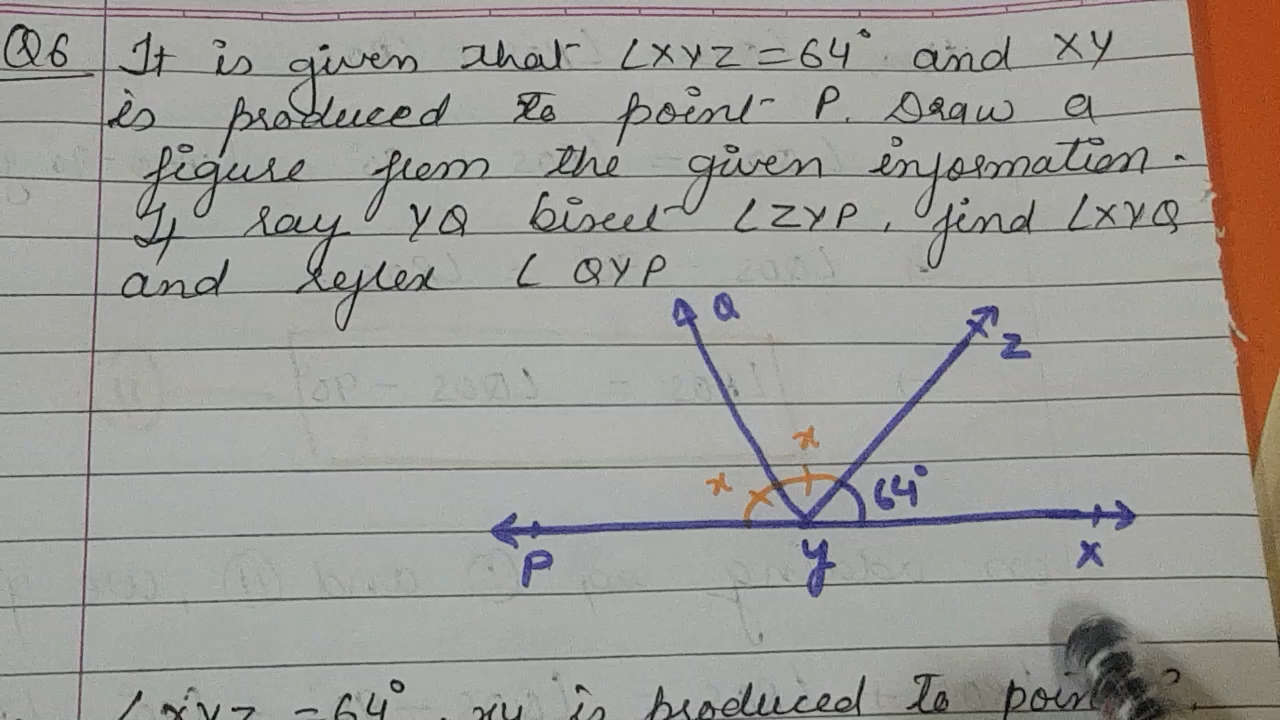 Q6 It is given that ∠XYZ = 64° and XY
is produced to point P. Draw a
figure from the given information.
If ray YQ bisect ∠ZYP, find ∠XYQ
and reflex ∠QYP
Q
Z
x
x
64°
P
y
X
∠XYZ = 64°, XY is produced to point